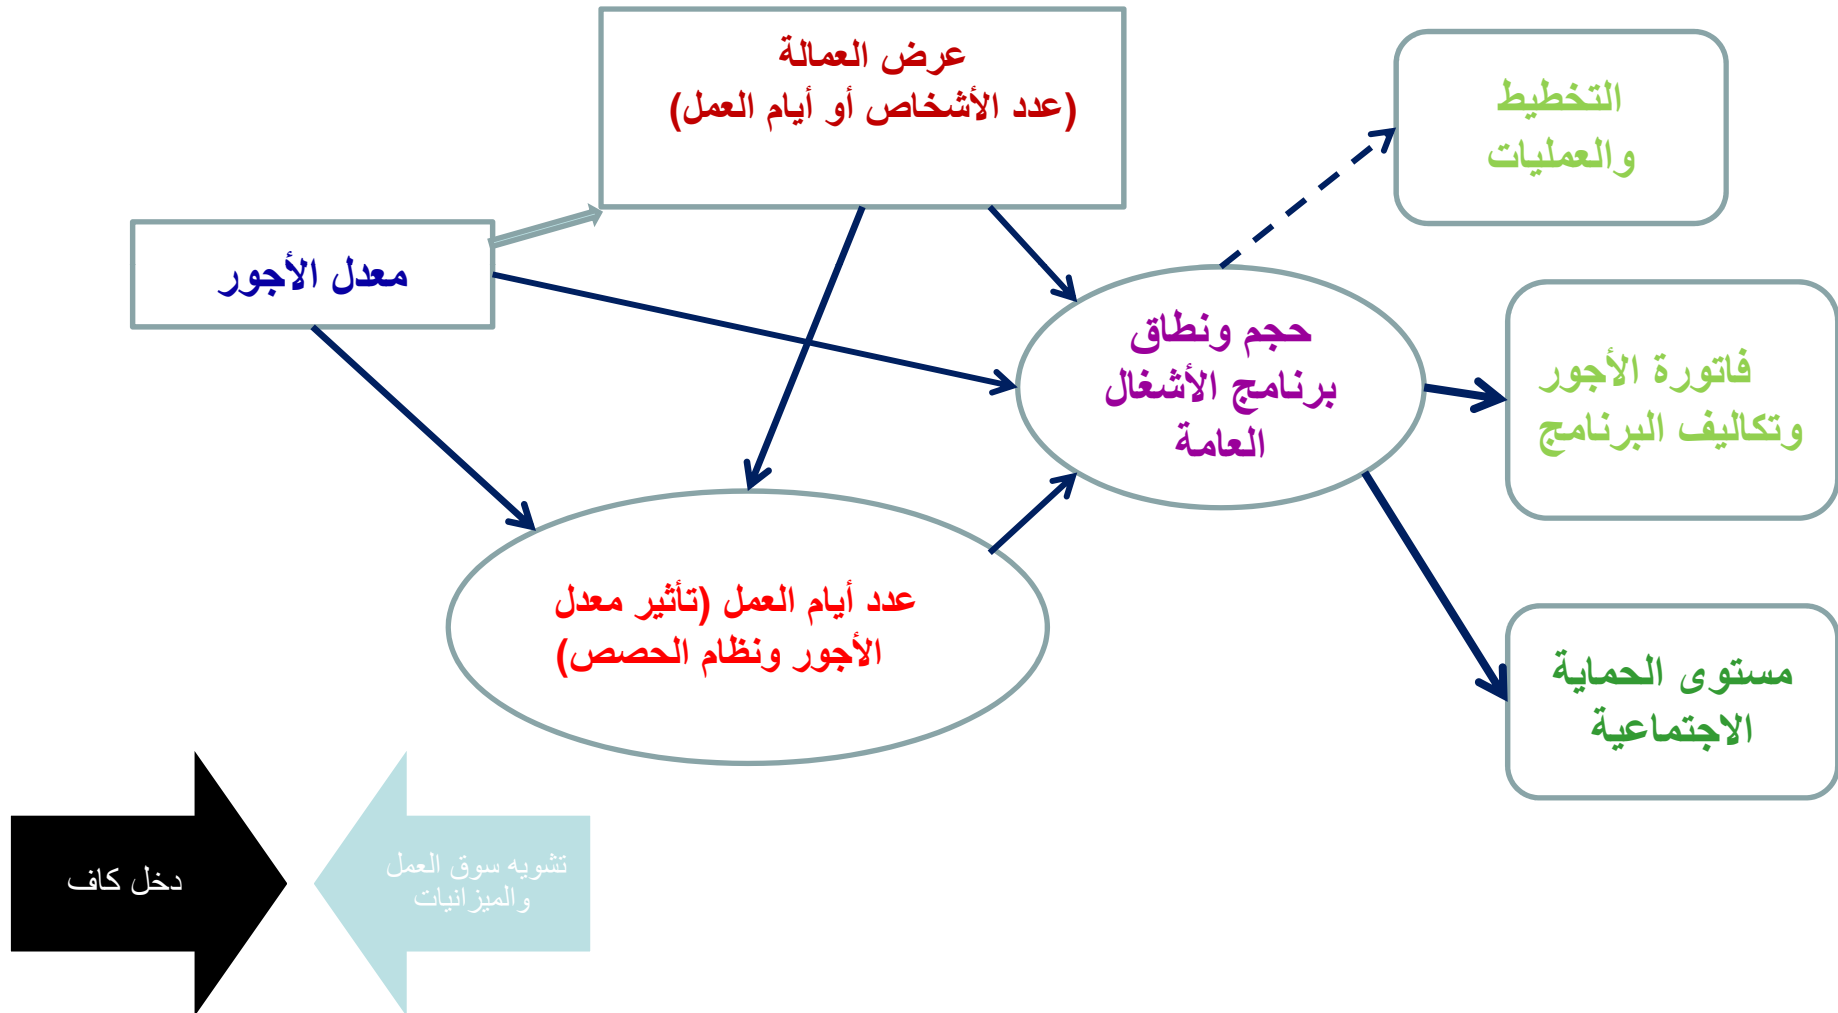 عرض العمالة
(عدد الأشخاص أو أيام العمل)
التخطيط
والعمليات
معدل الأجور
حجم ونطاق
برنامج الأشغال
العامة
فاتورة الأجور
وتكاليف البرنامج
عدد أيام العمل (تأثير معدل
الأجور ونظام الحصص)
مستوى الحماية
الاجتماعية
دخل كاف
تشويه سوق العمل
والميزانيات